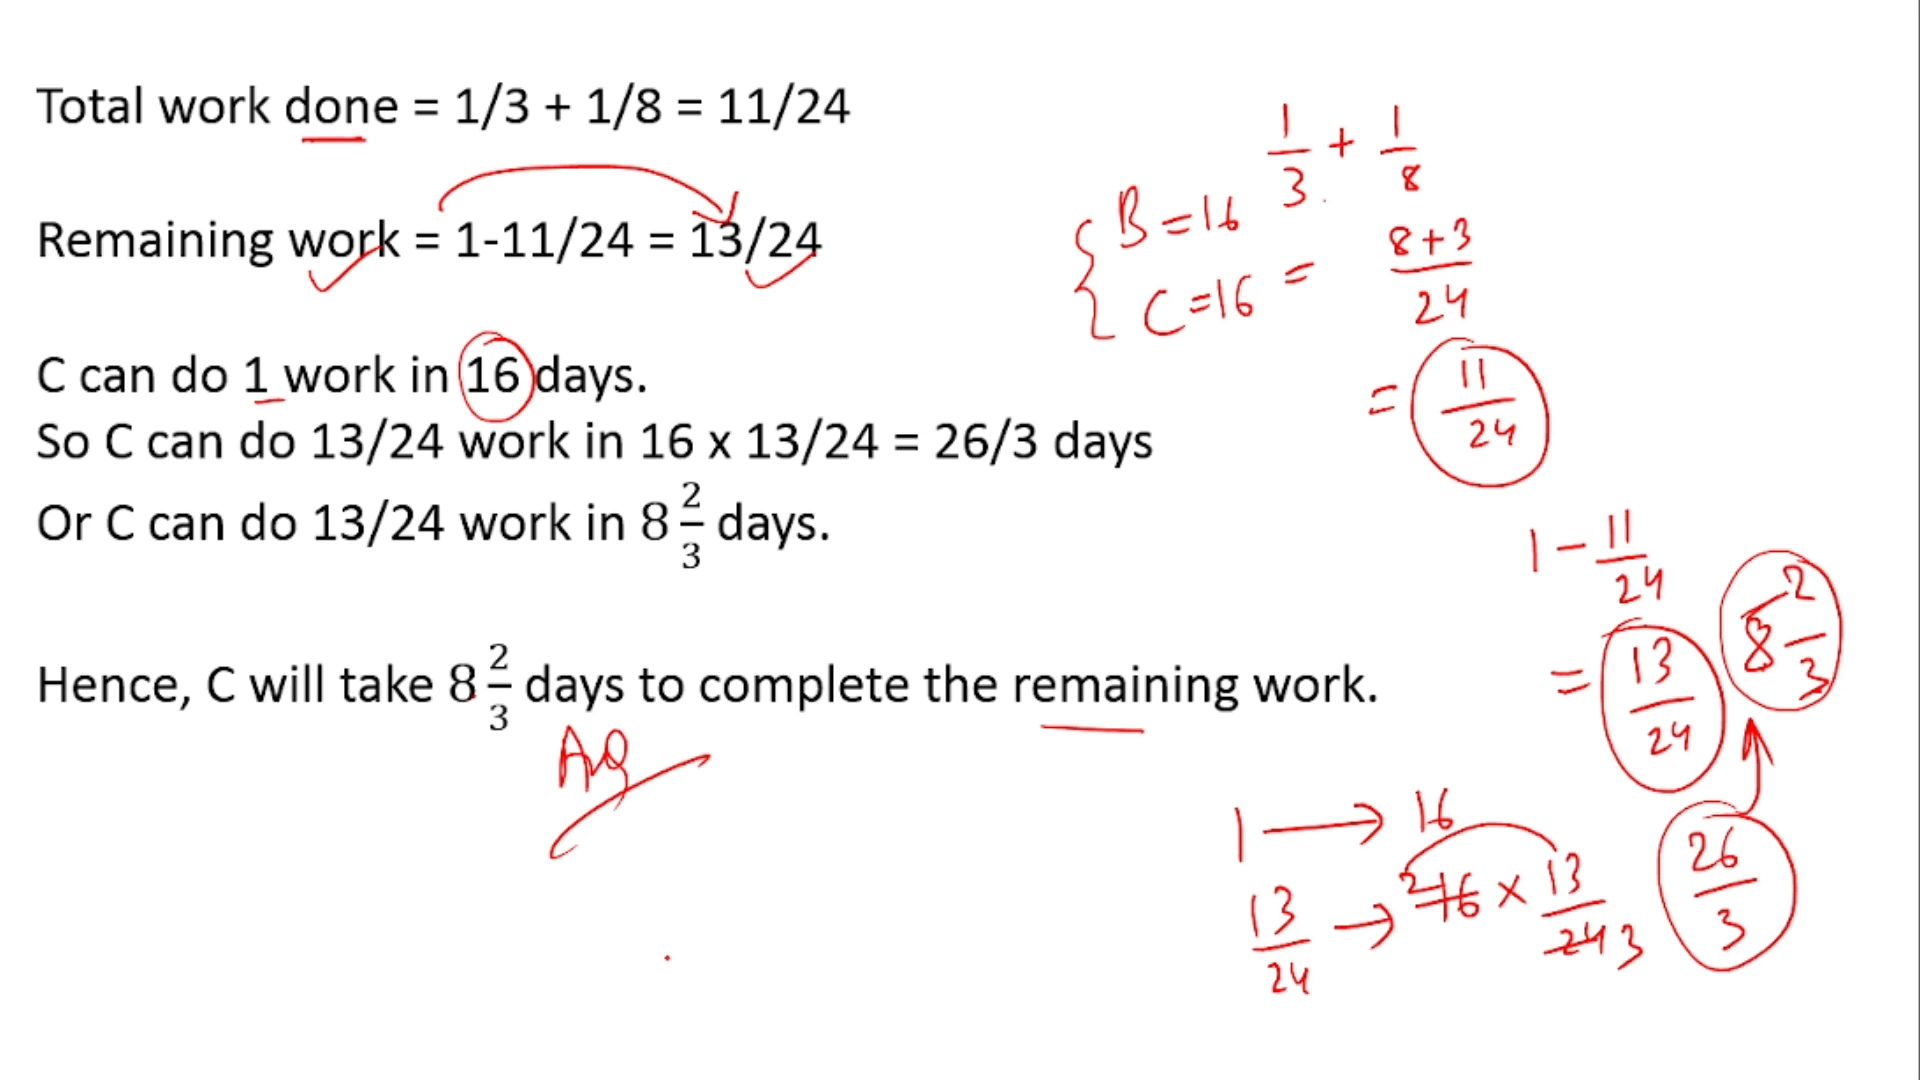 Total work done = 1/3 + 1/8 = 11/24
Remaining work = 1-11/24 = 13/24
C can do 1 work in 16 days.
So C can do 13/24 work in 16 x 13/24 = 26/3 days
Or C can do 13/24 work in 8 2/3 days.
Hence, C will take 8 2/3 days to complete the remaining work.
1/3 + 1/8
B = 16
C = 16
= 8+3/24
= 11/24
1 - 11/24
= 13/24
8 2/3
1 → 16
13/24 → 16 2 x 13/24 3
26/3